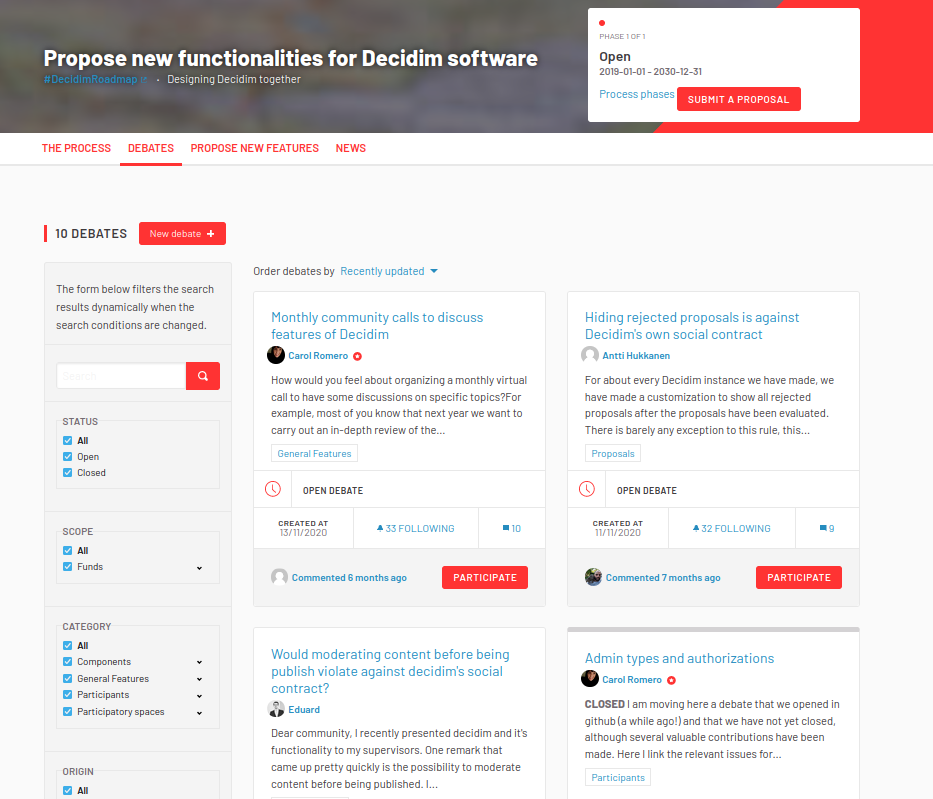 Propose new functionalities for Decidim software
#DecidimRoadmap · Designing Decidim together
PHASE 1 OF 1
Open
2019-01-01 - 2030-12-31
Process phases SUBMIT A PROPOSAL
THE PROCESS DEBATES PROPOSE NEW FEATURES NEWS
10 DEBATES New debate +
The form below filters the search
results dynamically when the
search conditions are changed.
Search
STATUS
All
Open
Closed
SCOPE
All
Funds
CATEGORY
All
Components
General Features
Participants
Participatory spaces
ORIGIN
All
Order debates by Recently updated
Monthly community calls to discuss
features of Decidim
Carol Romero
How would you feel about organizing a monthly virtual
call to have some discussions on specific topics?For
example, most of you know that next year we want to
carry out an in-depth review of the...
General Features
OPEN DEBATE
CREATED AT
13/11/2020
33 FOLLOWING
10
Commented 6 months ago
PARTICIPATE
Hiding rejected proposals is against
Decidim's own social contract
Antti Hukkanen
For about every Decidim instance we have made, we
have made a customization to show all rejected
proposals after the proposals have been evaluated.
There is barely any exception to this rule, this...
Proposals
OPEN DEBATE
CREATED AT
11/11/2020
32 FOLLOWING
9
Commented 7 months ago
PARTICIPATE
Would moderating content before being
publish violate against decidim's social
contract?
Eduard
Dear community, I recently presented decidim and it's
functionality to my supervisors. One remark that
came up pretty quickly is the possibility to moderate
content before being published. I...
Admin types and authorizations
Carol Romero
CLOSED I am moving here a debate that we opened in
github (a while ago!) and that we have not yet closed,
although several valuable contributions have been
made. Here I link the relevant issues for...
Participants